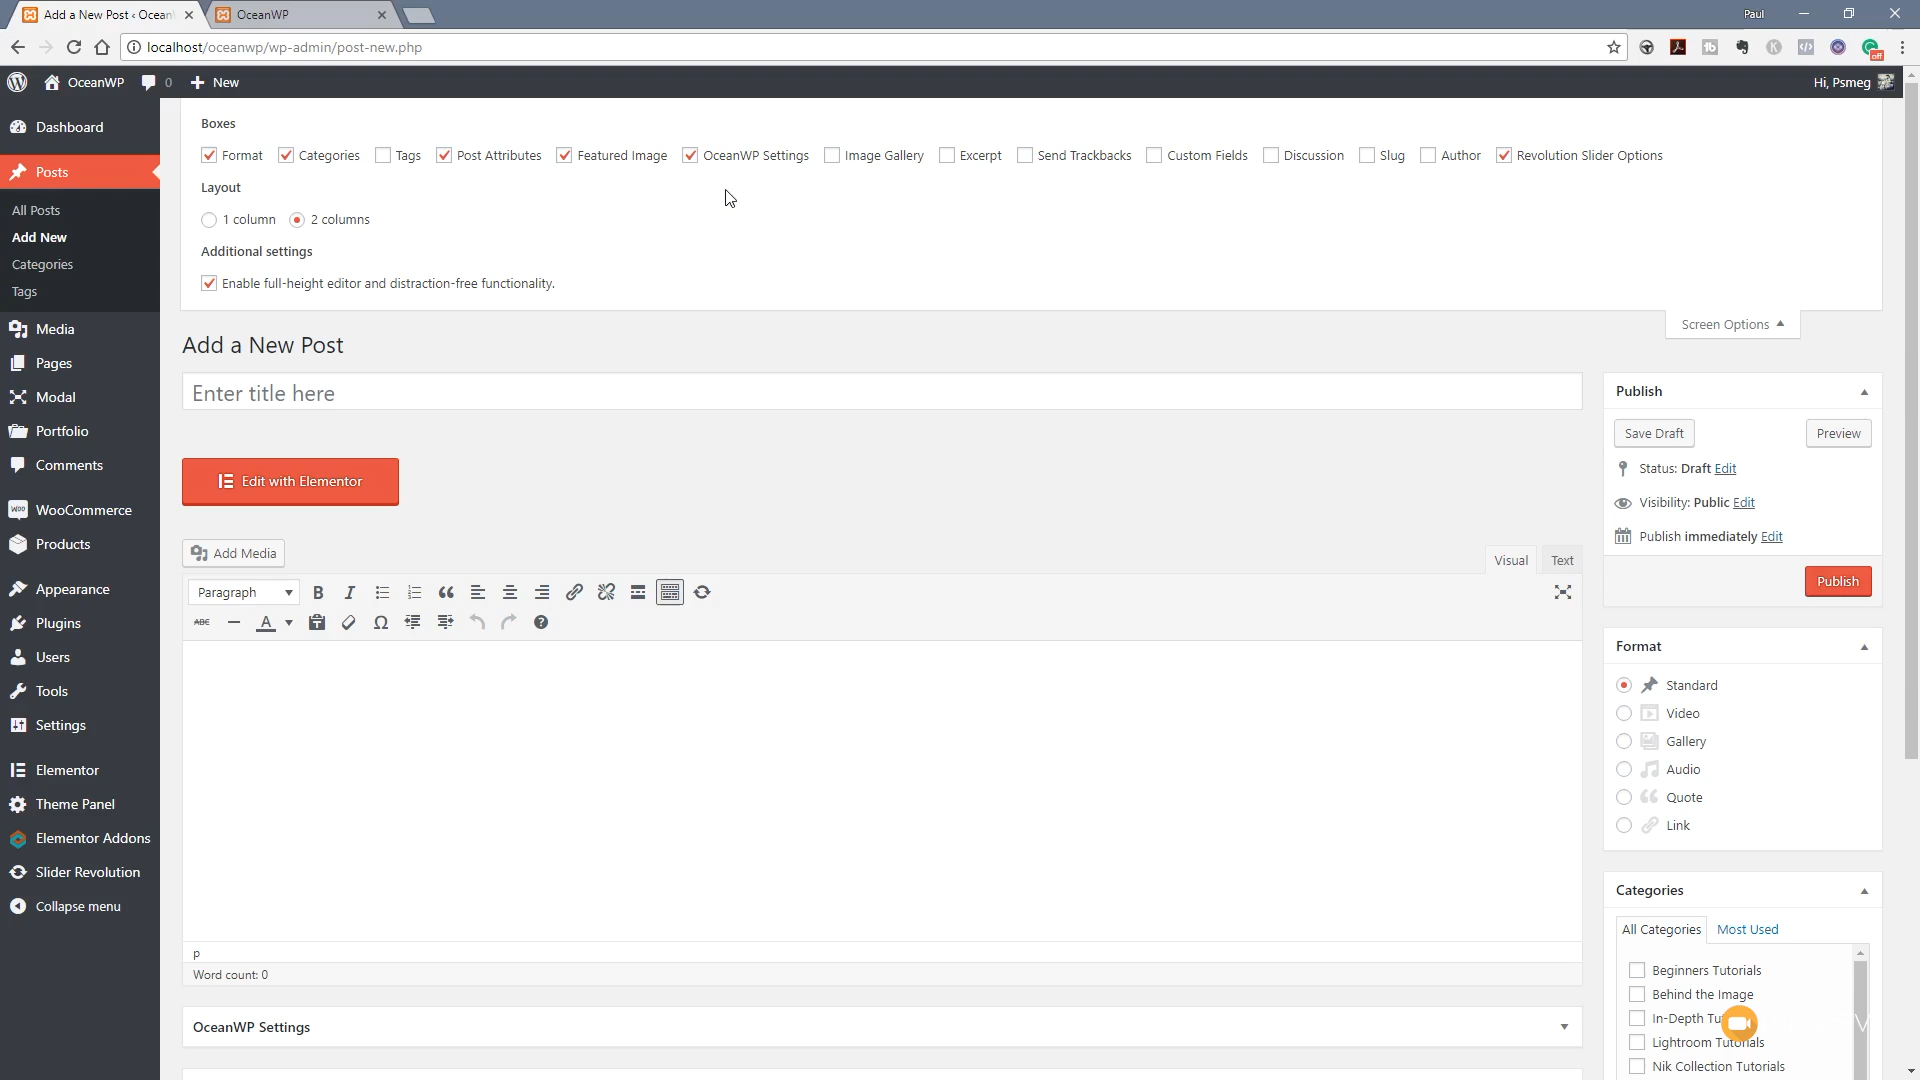 Add a New Post ‹ Ocean
OceanWP
Paul
localhost/oceanwp/wp-admin/post-new.php
off
OceanWP
0
New
Hi, Psmeg
Boxes
Format
Categories
Tags
Post Attributes
Featured Image
OceanWP Settings
Image Gallery
Excerpt
Send Trackbacks
Custom Fields
Discussion
Slug
Author
Revolution Slider Options
Layout
1 column
2 columns
Additional settings
Enable full-height editor and distraction-free functionality.
Screen Options
Dashboard
Posts
All Posts
Add New
Categories
Tags
Media
Pages
Modal
Portfolio
Comments
WooCommerce
Products
Appearance
Plugins
Users
Tools
Settings
Elementor
Theme Panel
Elementor Addons
Slider Revolution
Collapse menu
Add a New Post
Enter title here
Edit with Elementor
Add Media
Visual
Text
Paragraph
ABC
p
Word count: 0
OceanWP Settings
Publish
Save Draft
Preview
Status: Draft Edit
Visibility: Public Edit
Publish immediately Edit
Publish
Format
Standard
Video
Gallery
Audio
Quote
Link
Categories
All Categories
Most Used
Beginners Tutorials
Behind the Image
In-Depth
Lightroom Tutorials
Nik Collection Tutorials